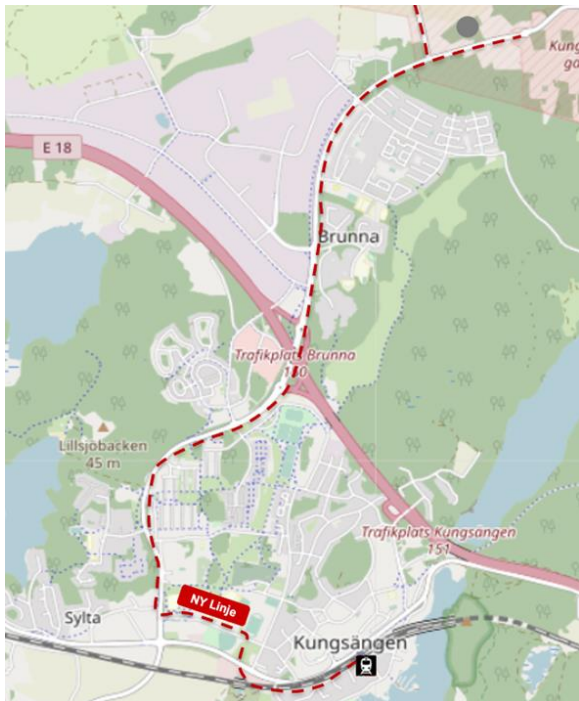 Kung
ga
E 18
Brunna
Trafikplats Brunna
150
Lillsjöbacken
45 m
Trafikplats Kungsängen
151
NY Linje
Sylta
Kungsängen